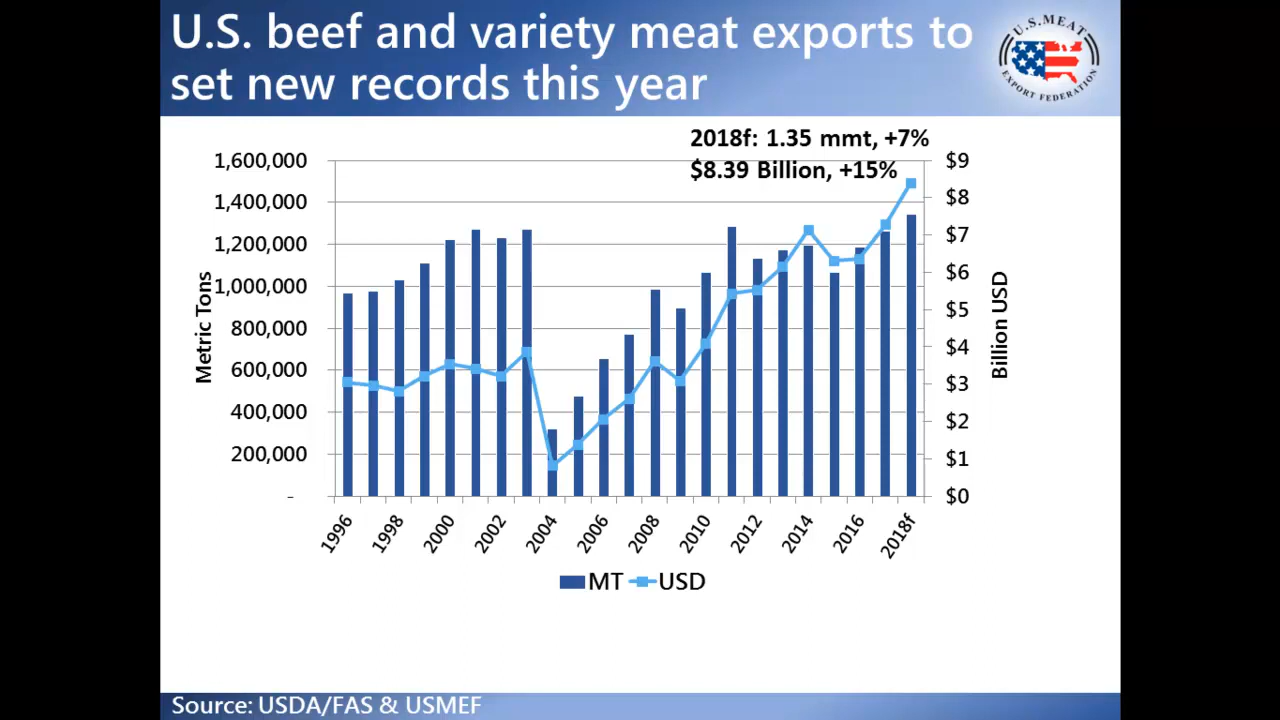 U.S. beef and variety meat exports to
set new records this year
U.S.MEAT
EXPORT FEDERATION
2018f: 1.35 mmt, +7%
$8.39 Billion, +15%
1,600,000
1,400,000
1,200,000
1,000,000
800,000
600,000
400,000
200,000
-
Metric Tons
$9
$8
$7
$6
$5
$4
$3
$2
$1
$0
Billion USD
1996
1998
2000
2002
2004
2006
2008
2010
2012
2014
2016
2018f
MT USD
Source: USDA/FAS & USMEF